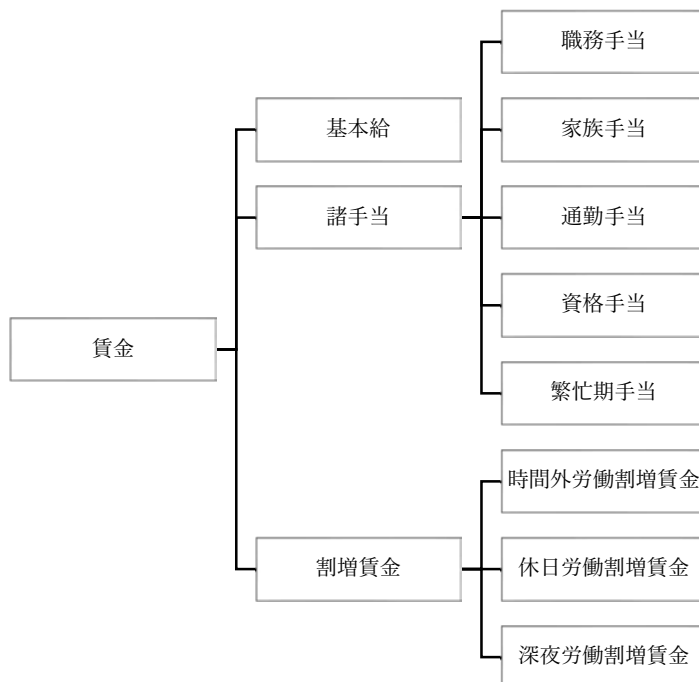 職務手当
基本給
家族手当
諸手当
通勤手当
資格手当
賃金
繁忙期手当
時間外労働割増賃金
割増賃金
休日労働割増賃金
深夜労働割増賃金